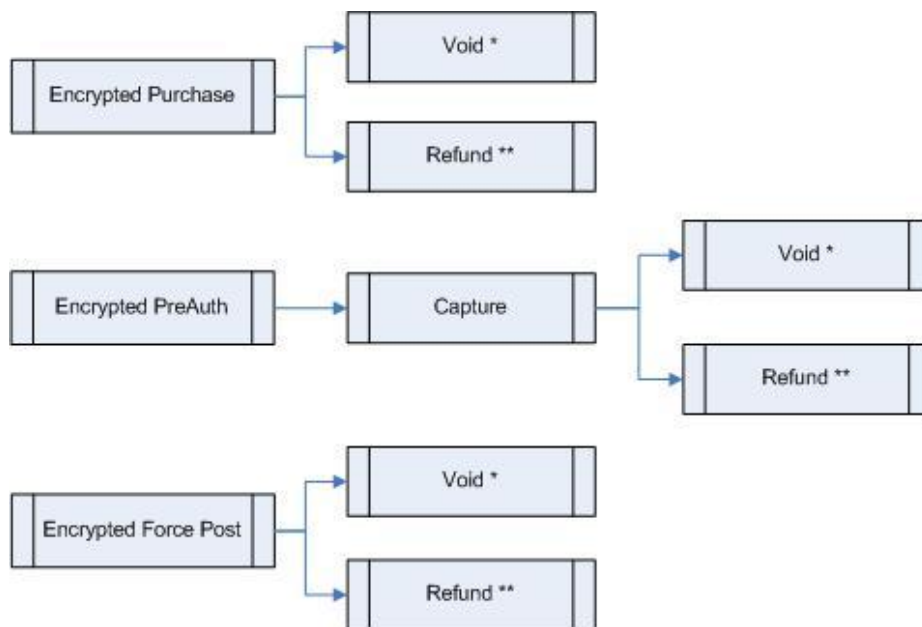 Void *
Encrypted Purchase
Refund **
Void *
Encrypted PreAuth
Capture
Refund **
Void *
Encrypted Force Post
Refund **